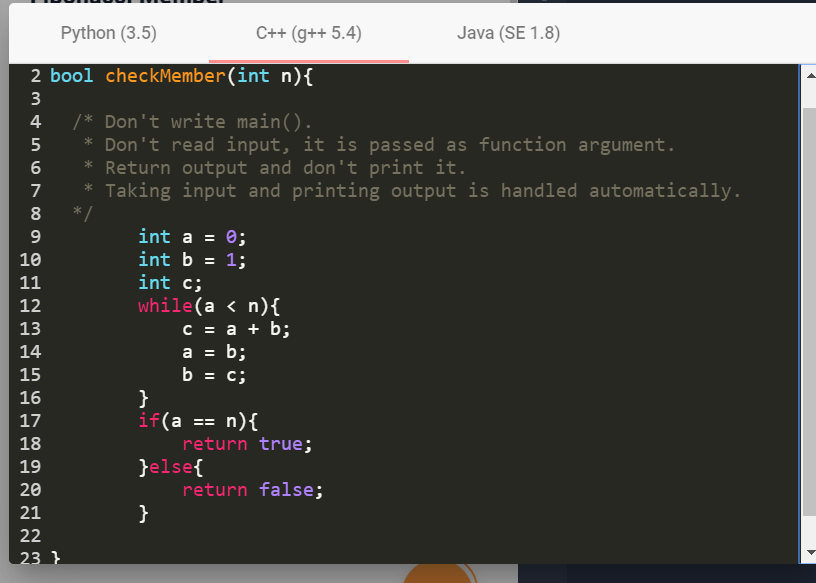 Fibonacci Member
Python (3.5) C++ (g++ 5.4) Java (SE 1.8)
2 bool checkMember(int n){
3
4 /* Don't write main().
5 * Don't read input, it is passed as function argument.
6 * Return output and don't print it.
7 * Taking input and printing output is handled automatically.
8 */
9 int a = 0;
10 int b = 1;
11 int c;
12 while(a < n){
13 c = a + b;
14 a = b;
15 b = c;
16 }
17 if(a == n){
18 return true;
19 }else{
20 return false;
21 }
22
23 }